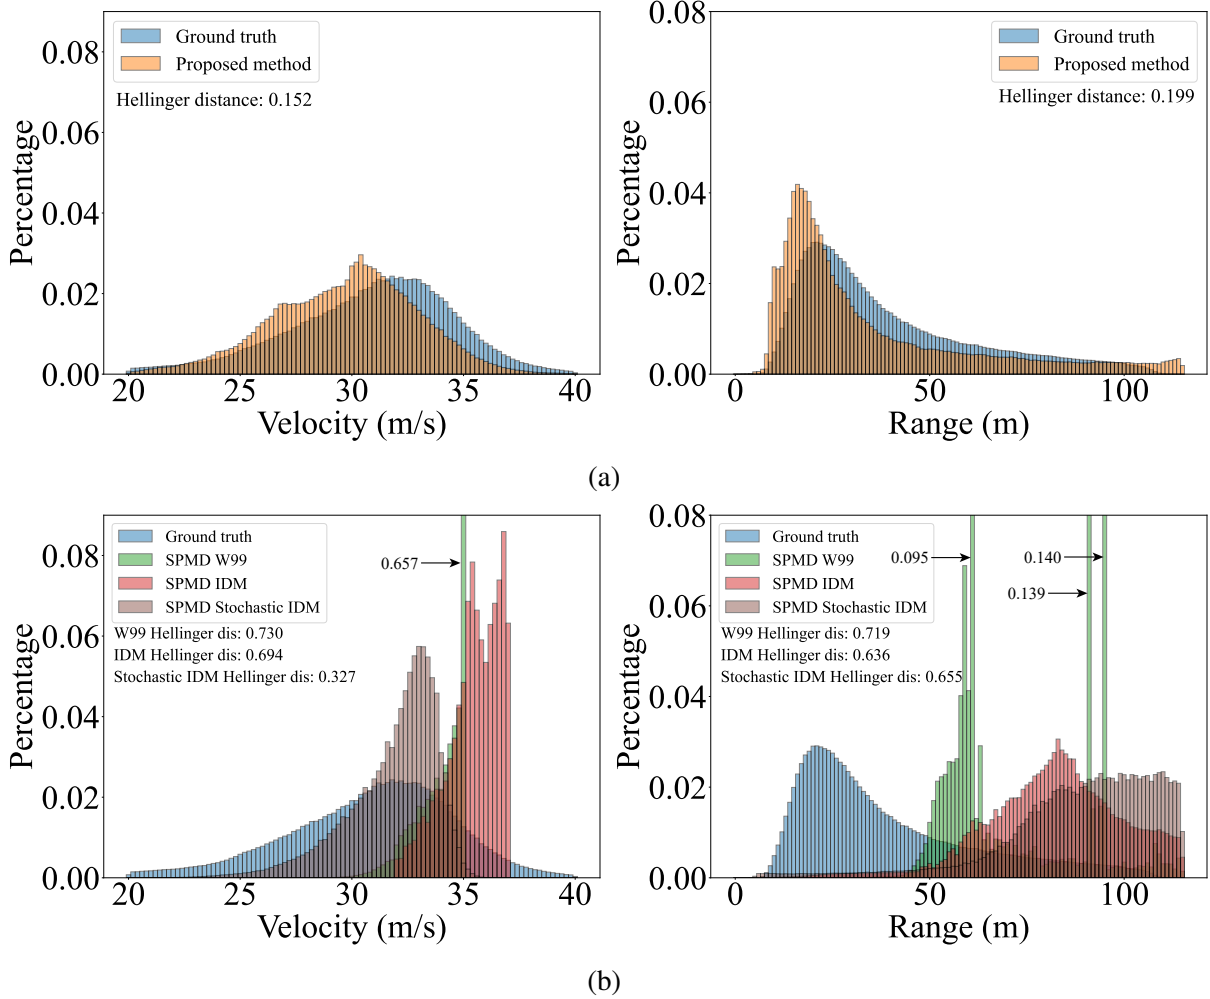 Percentage
0.08
0.06
0.04
0.02
0.00
Ground truth
Proposed method
Hellinger distance: 0.152
20 25 30 35 40
Velocity (m/s)
Percentage
0.08
0.06
0.04
0.02
0.00
Ground truth
Proposed method
Hellinger distance: 0.199
0 50 100
Range (m)
(a)
Percentage
0.08
0.06
0.04
0.02
0.00
Ground truth
SPMD W99
SPMD IDM
SPMD Stochastic IDM
W99 Hellinger dis: 0.730
IDM Hellinger dis: 0.694
Stochastic IDM Hellinger dis: 0.327
0.657
20 25 30 35 40
Velocity (m/s)
Percentage
0.08
0.06
0.04
0.02
0.00
Ground truth
SPMD W99
SPMD IDM
SPMD Stochastic IDM
W99 Hellinger dis: 0.719
IDM Hellinger dis: 0.636
Stochastic IDM Hellinger dis: 0.655
0.095
0.140
0.139
0 50 100
Range (m)
(b)